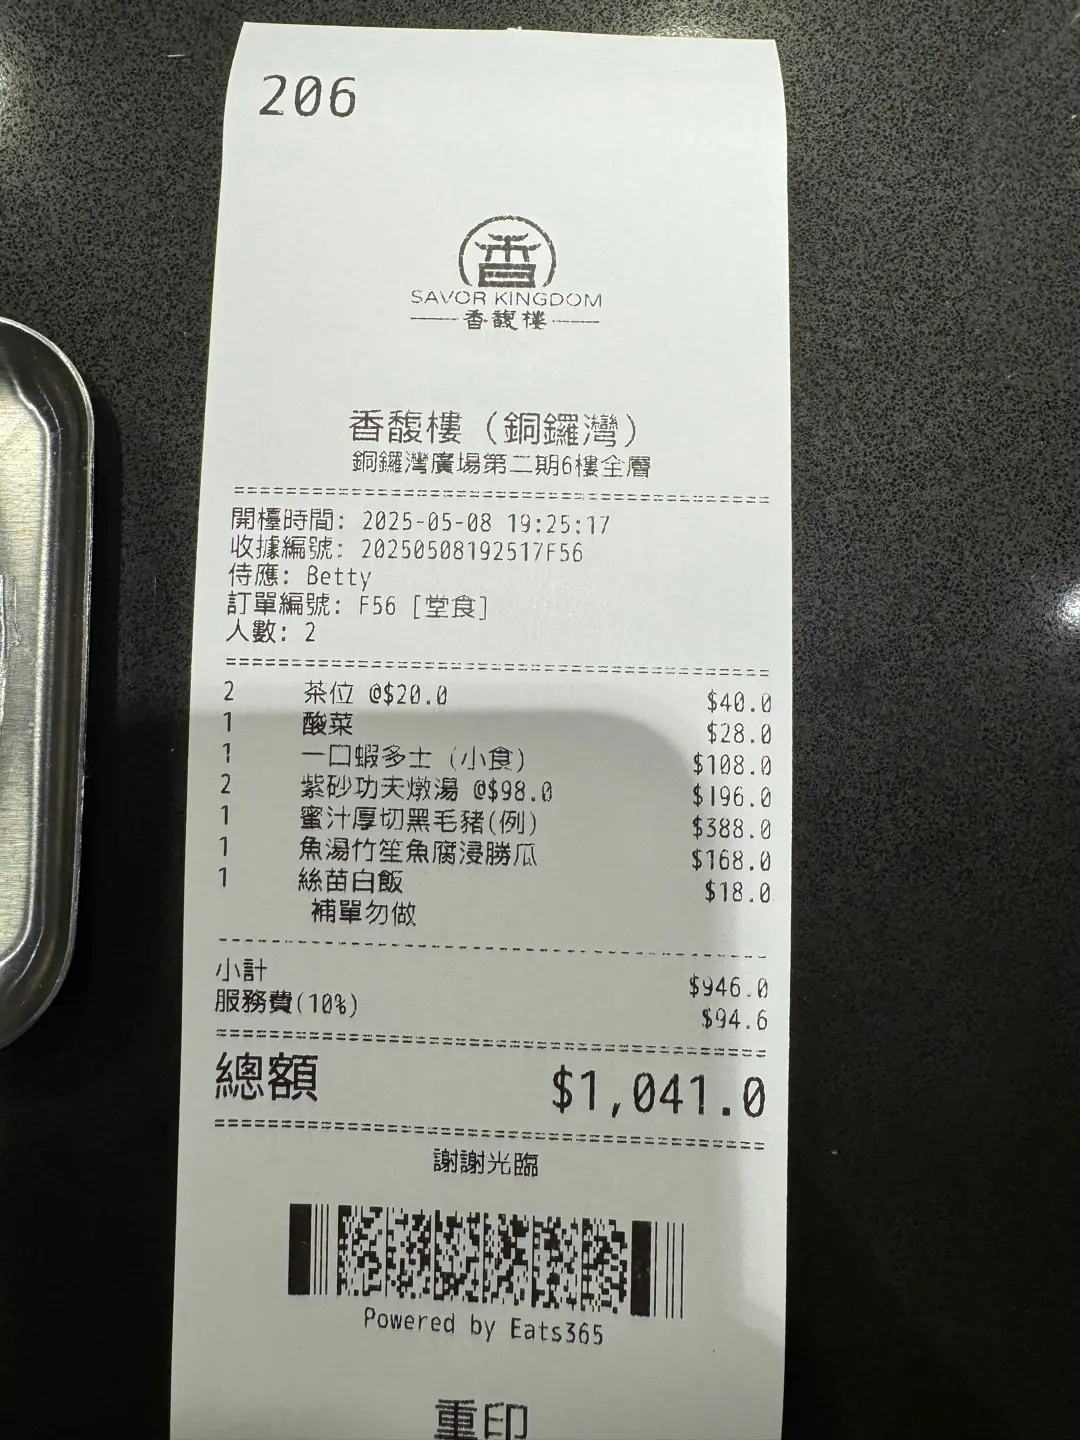 206
香
SAVOR KINGDOM
香馥樓
香馥樓（銅鑼灣）
銅鑼灣廣場第二期6樓全層
開檯時間: 2025-05-08 19:25:17
收據編號: 20250508192517F56
侍應: Betty
訂單編號: F56 [堂食]
人數: 2
2 茶位 @$20.0 $40.0
1 酸菜 $28.0
1 一口蝦多士（小食） $108.0
2 紫砂功夫燉湯 @$98.0 $196.0
1 蜜汁厚切黑毛豬(例) $388.0
1 魚湯竹笙魚腐浸勝瓜 $168.0
1 絲苗白飯 $18.0
補單勿做
小計 $946.0
服務費(10%) $94.6
總額 $1,041.0
謝謝光臨
Powered by Eats365
重印